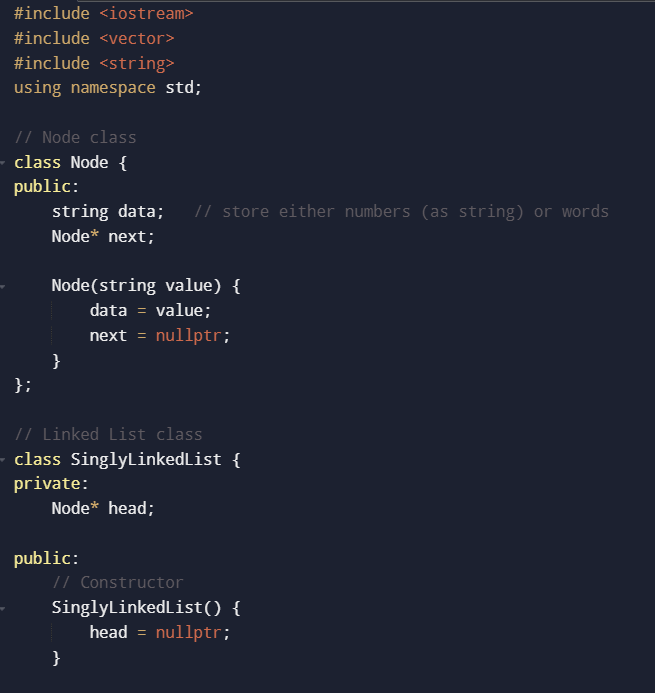 #include <iostream>
#include <vector>
#include <string>
using namespace std;

// Node class
class Node {
public:
    string data;   // store either numbers (as string) or words
    Node* next;

    Node(string value) {
        data = value;
        next = nullptr;
    }
};

// Linked List class
class SinglyLinkedList {
private:
    Node* head;

public:
    // Constructor
    SinglyLinkedList() {
        head = nullptr;
    }